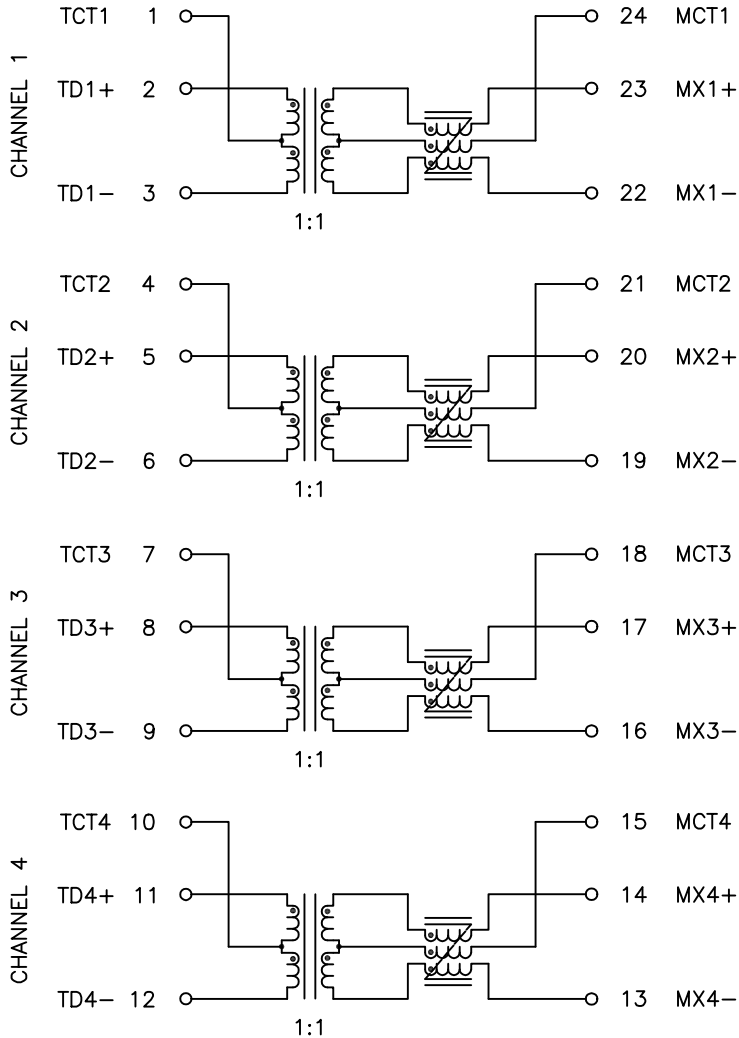 CHANNEL 1
TCT1 1 24 MCT1
TD1+ 2 23 MX1+
TD1− 3 22 MX1−
1:1
CHANNEL 2
TCT2 4 21 MCT2
TD2+ 5 20 MX2+
TD2− 6 19 MX2−
1:1
CHANNEL 3
TCT3 7 18 MCT3
TD3+ 8 17 MX3+
TD3− 9 16 MX3−
1:1
CHANNEL 4
TCT4 10 15 MCT4
TD4+ 11 14 MX4+
TD4− 12 13 MX4−
1:1